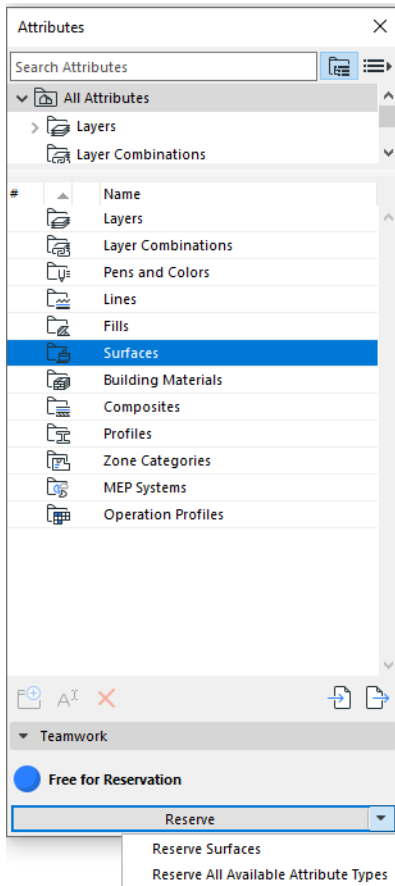 Attributes
Search Attributes
All Attributes
Layers
Layer Combinations
# Name
Layers
Layer Combinations
Pens and Colors
Lines
Fills
Surfaces
Building Materials
Composites
Profiles
Zone Categories
MEP Systems
Operation Profiles
Teamwork
Free for Reservation
Reserve
Reserve Surfaces
Reserve All Available Attribute Types